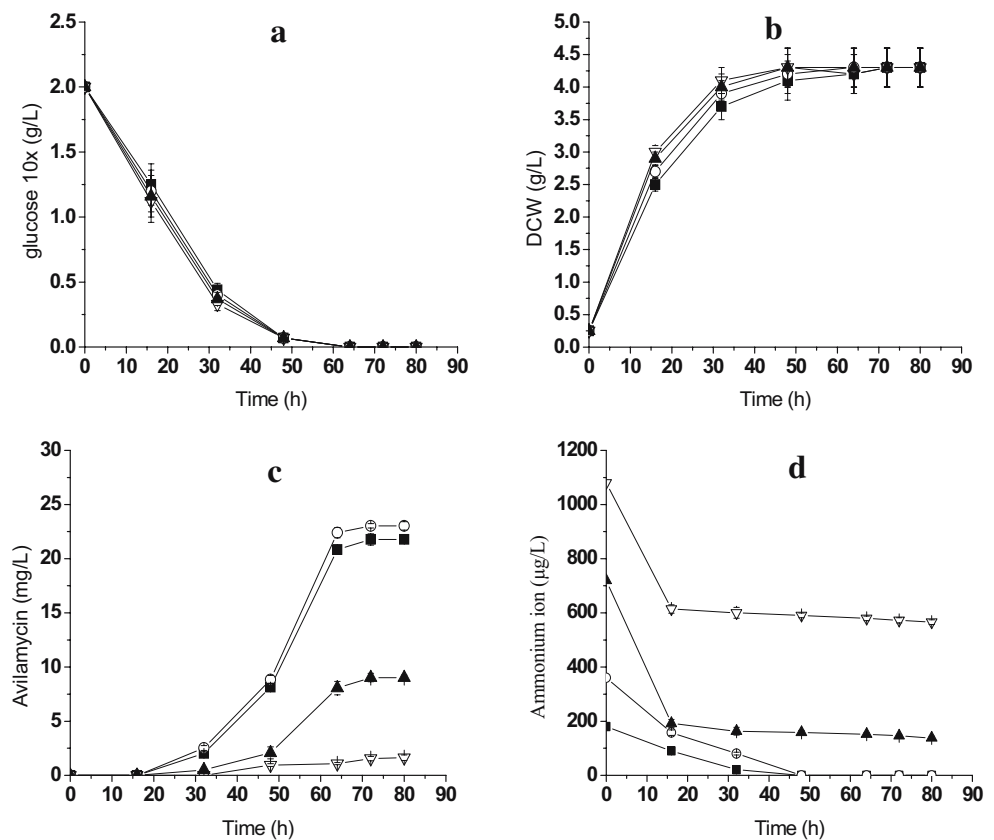 a
glucose 10x (g/L)
2.0
1.5
1.0
0.5
0.0
0 10 20 30 40 50 60 70 80 90
Time (h)
b
DCW (g/L)
5.0
4.5
4.0
3.5
3.0
2.5
2.0
1.5
1.0
0.5
0.0
0 10 20 30 40 50 60 70 80 90
Time (h)
c
Avilamycin (mg/L)
30
25
20
15
10
5
0
0 10 20 30 40 50 60 70 80 90
Time (h)
d
Ammonium ion (µg/L)
1200
1000
800
600
400
200
0
0 10 20 30 40 50 60 70 80 90
Time (h)